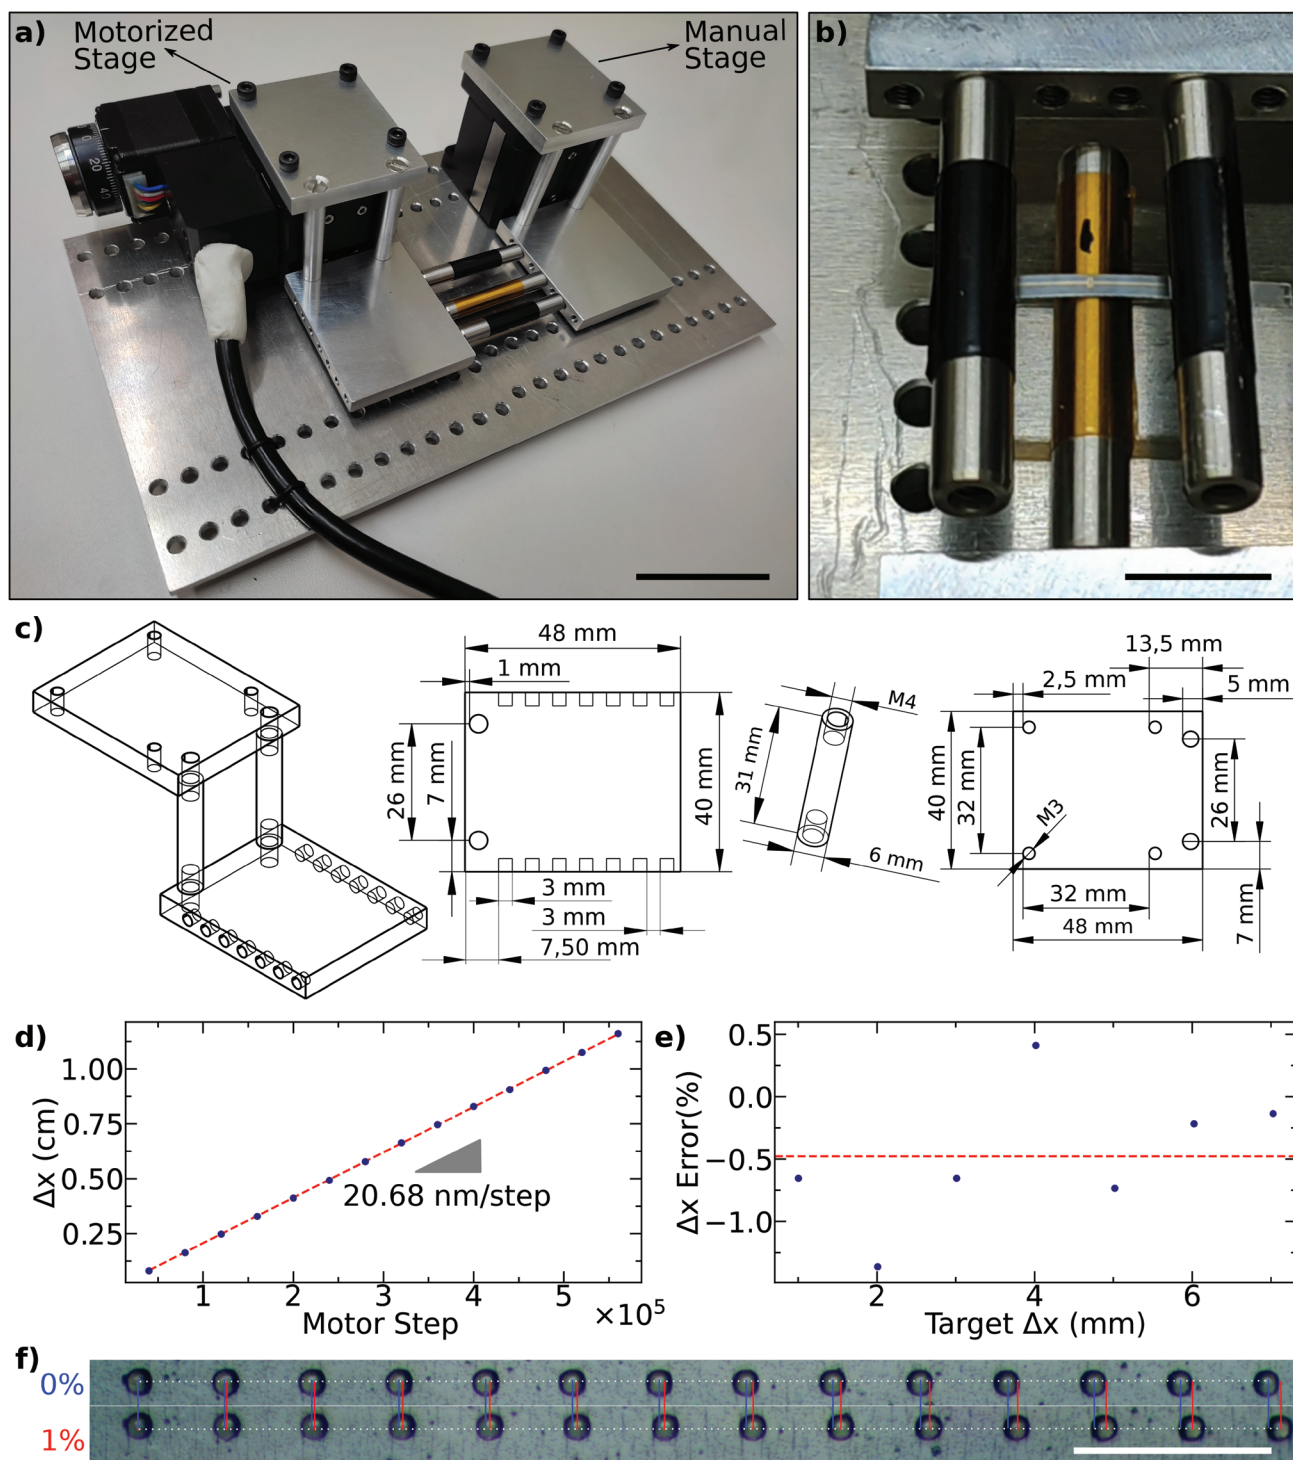 a)
Motorized
Stage
Manual
Stage
0
20
40
b)
c)
48 mm
1 mm
26 mm
7 mm
40 mm
3 mm
3 mm
7,50 mm
M4
31 mm
6 mm
13,5 mm
2,5 mm
5 mm
40 mm
32 mm
M3
26 mm
32 mm
48 mm
7 mm
d)
Δx (cm)
1.00
0.75
0.50
0.25
20.68 nm/step
1
2
3
4
5
×10⁵
Motor Step
e)
Δx Error(%)
0.5
0.0
−0.5
−1.0
2
4
6
Target Δx (mm)
f)
0%
1%